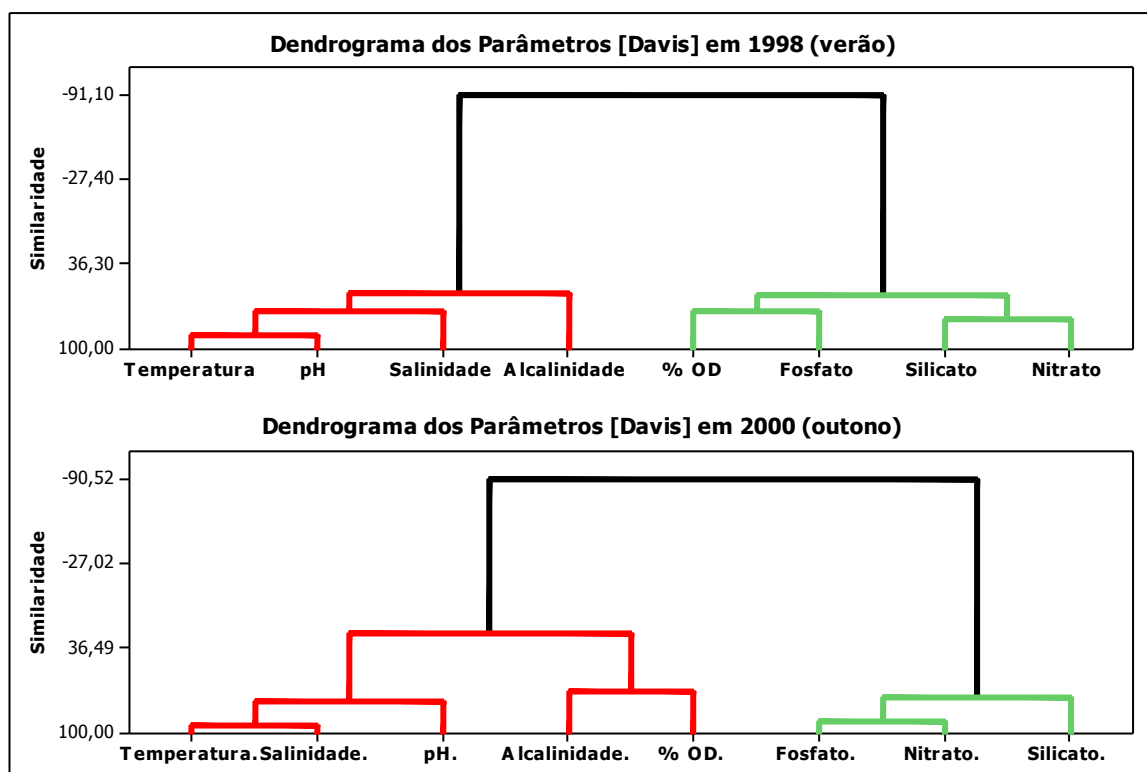 Dendrograma dos Parâmetros [Davis] em 1998 (verão)
Similaridade
-91,10
-27,40
36,30
100,00
Temperatura pH Salinidade Alcalinidade % OD Fosfato Silicato Nitrato
Dendrograma dos Parâmetros [Davis] em 2000 (outono)
Similaridade
-90,52
-27,02
36,49
100,00
Temperatura. Salinidade. pH. Alcalinidade. % OD. Fosfato. Nitrato. Silicato.